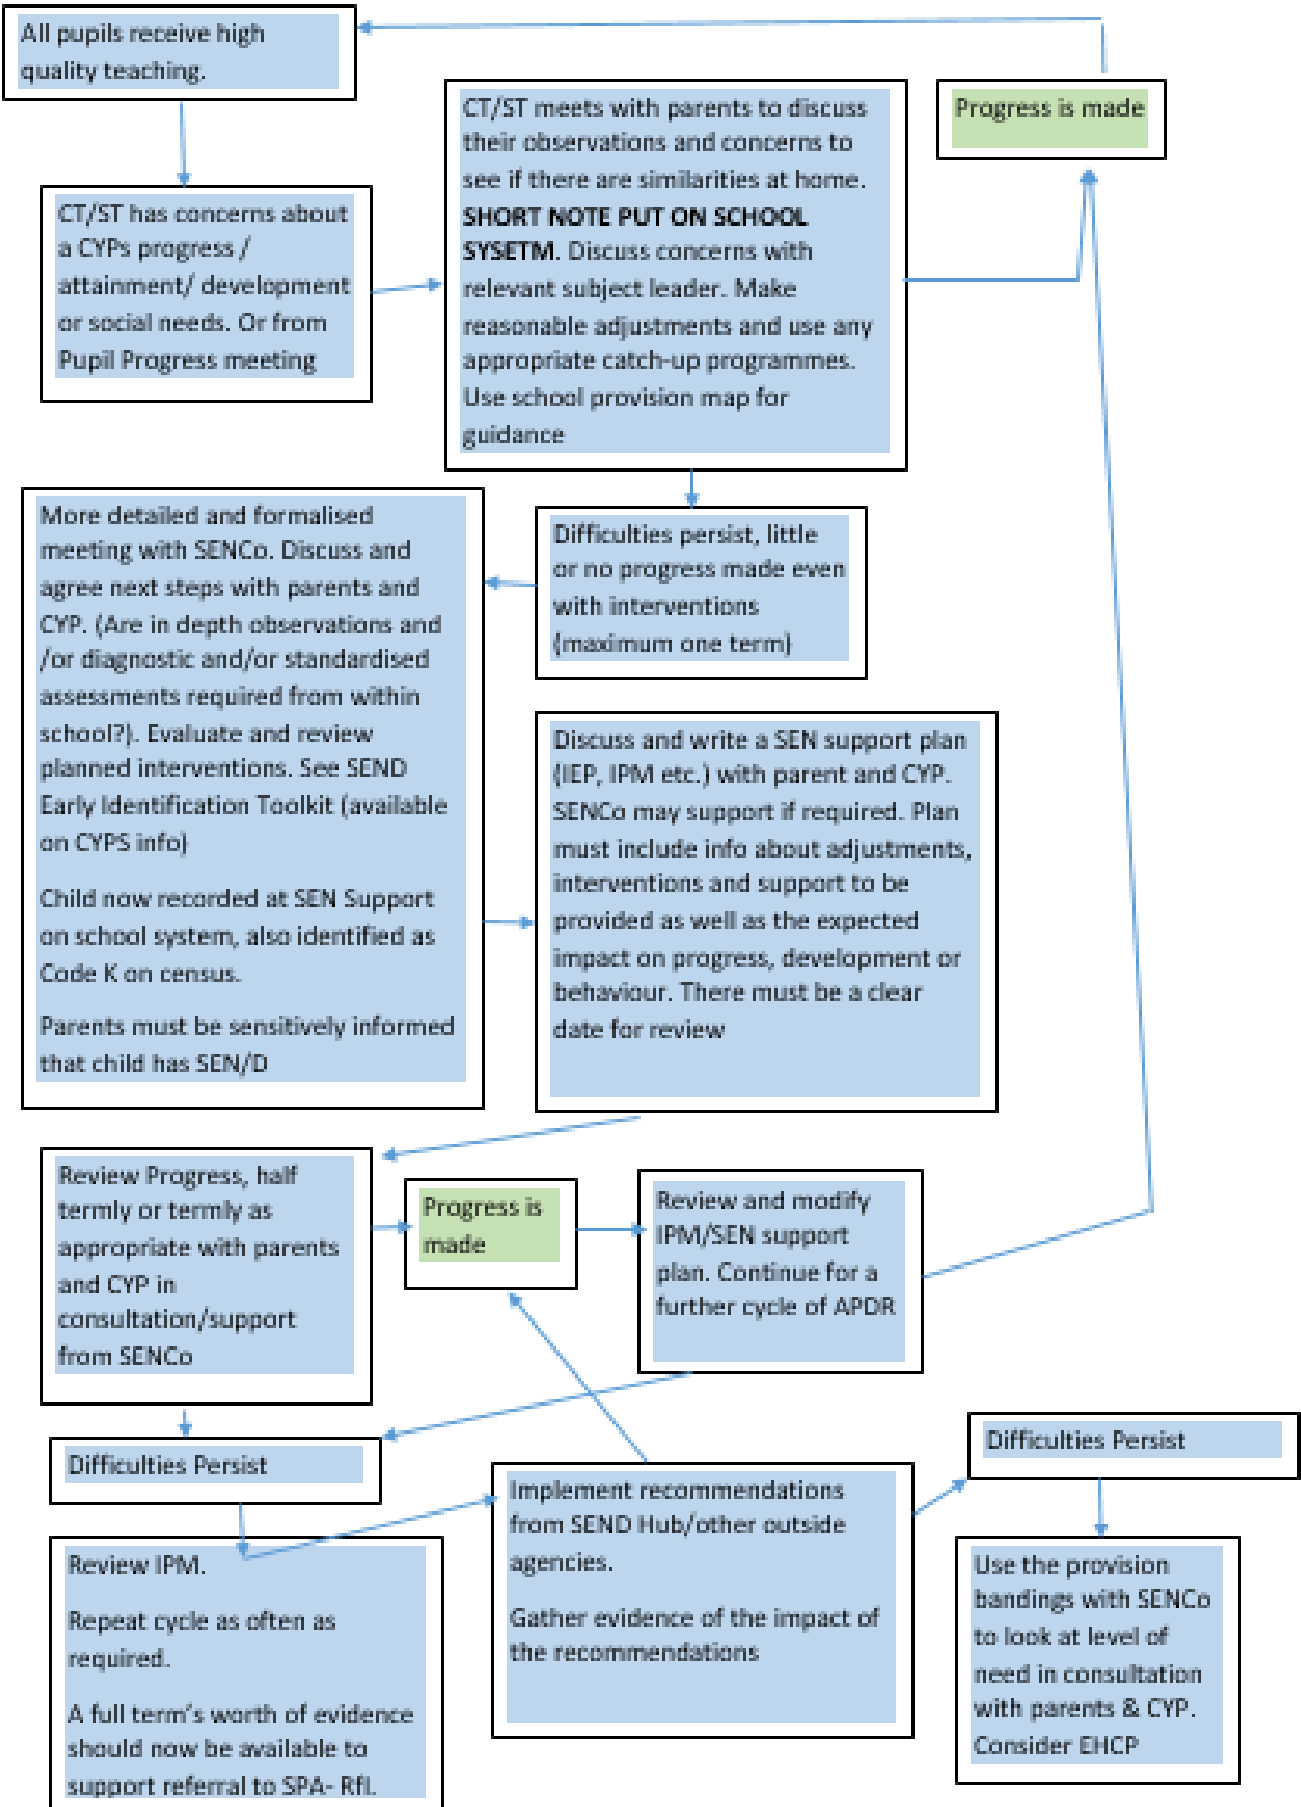 All pupils receive high
quality teaching.
Progress is made
CT/ST meets with parents to discuss
their observations and concerns to
see if there are similarities at home.
SHORT NOTE PUT ON SCHOOL
SYSETM. Discuss concerns with
relevant subject leader. Make
reasonable adjustments and use any
appropriate catch-up programmes.
Use school provision map for
guidance
CT/ST has concerns about
a CYPs progress /
attainment/ development
or social needs. Or from
Pupil Progress meeting
More detailed and formalised
meeting with SENCo. Discuss and
agree next steps with parents and
CYP. (Are in depth observations and
/or diagnostic and/or standardised
assessments required from within
school?). Evaluate and review
planned interventions. See SEND
Early Identification Toolkit (available
on CYPS info)
Child now recorded at SEN Support
on school system, also identified as
Code K on census.
Parents must be sensitively informed
that child has SEN/D
Difficulties persist, little
or no progress made even
with interventions
(maximum one term)
Discuss and write a SEN support plan
(IEP, IPM etc.) with parent and CYP.
SENCo may support if required. Plan
must include info about adjustments,
interventions and support to be
provided as well as the expected
impact on progress, development or
behaviour. There must be a clear
date for review
Review Progress, half
termly or termly as
appropriate with parents
and CYP in
consultation/support
from SENCo
Progress is
made
Review and modify
IPM/SEN support
plan. Continue for a
further cycle of APDR
Difficulties Persist
Difficulties Persist
Review IPM.
Repeat cycle as often as
required.
A full term's worth of evidence
should now be available to
support referral to SPA- RfI.
Implement recommendations
from SEND Hub/other outside
agencies.
Gather evidence of the impact of
the recommendations
Use the provision
bandings with SENCo
to look at level of
need in consultation
with parents & CYP.
Consider EHCP